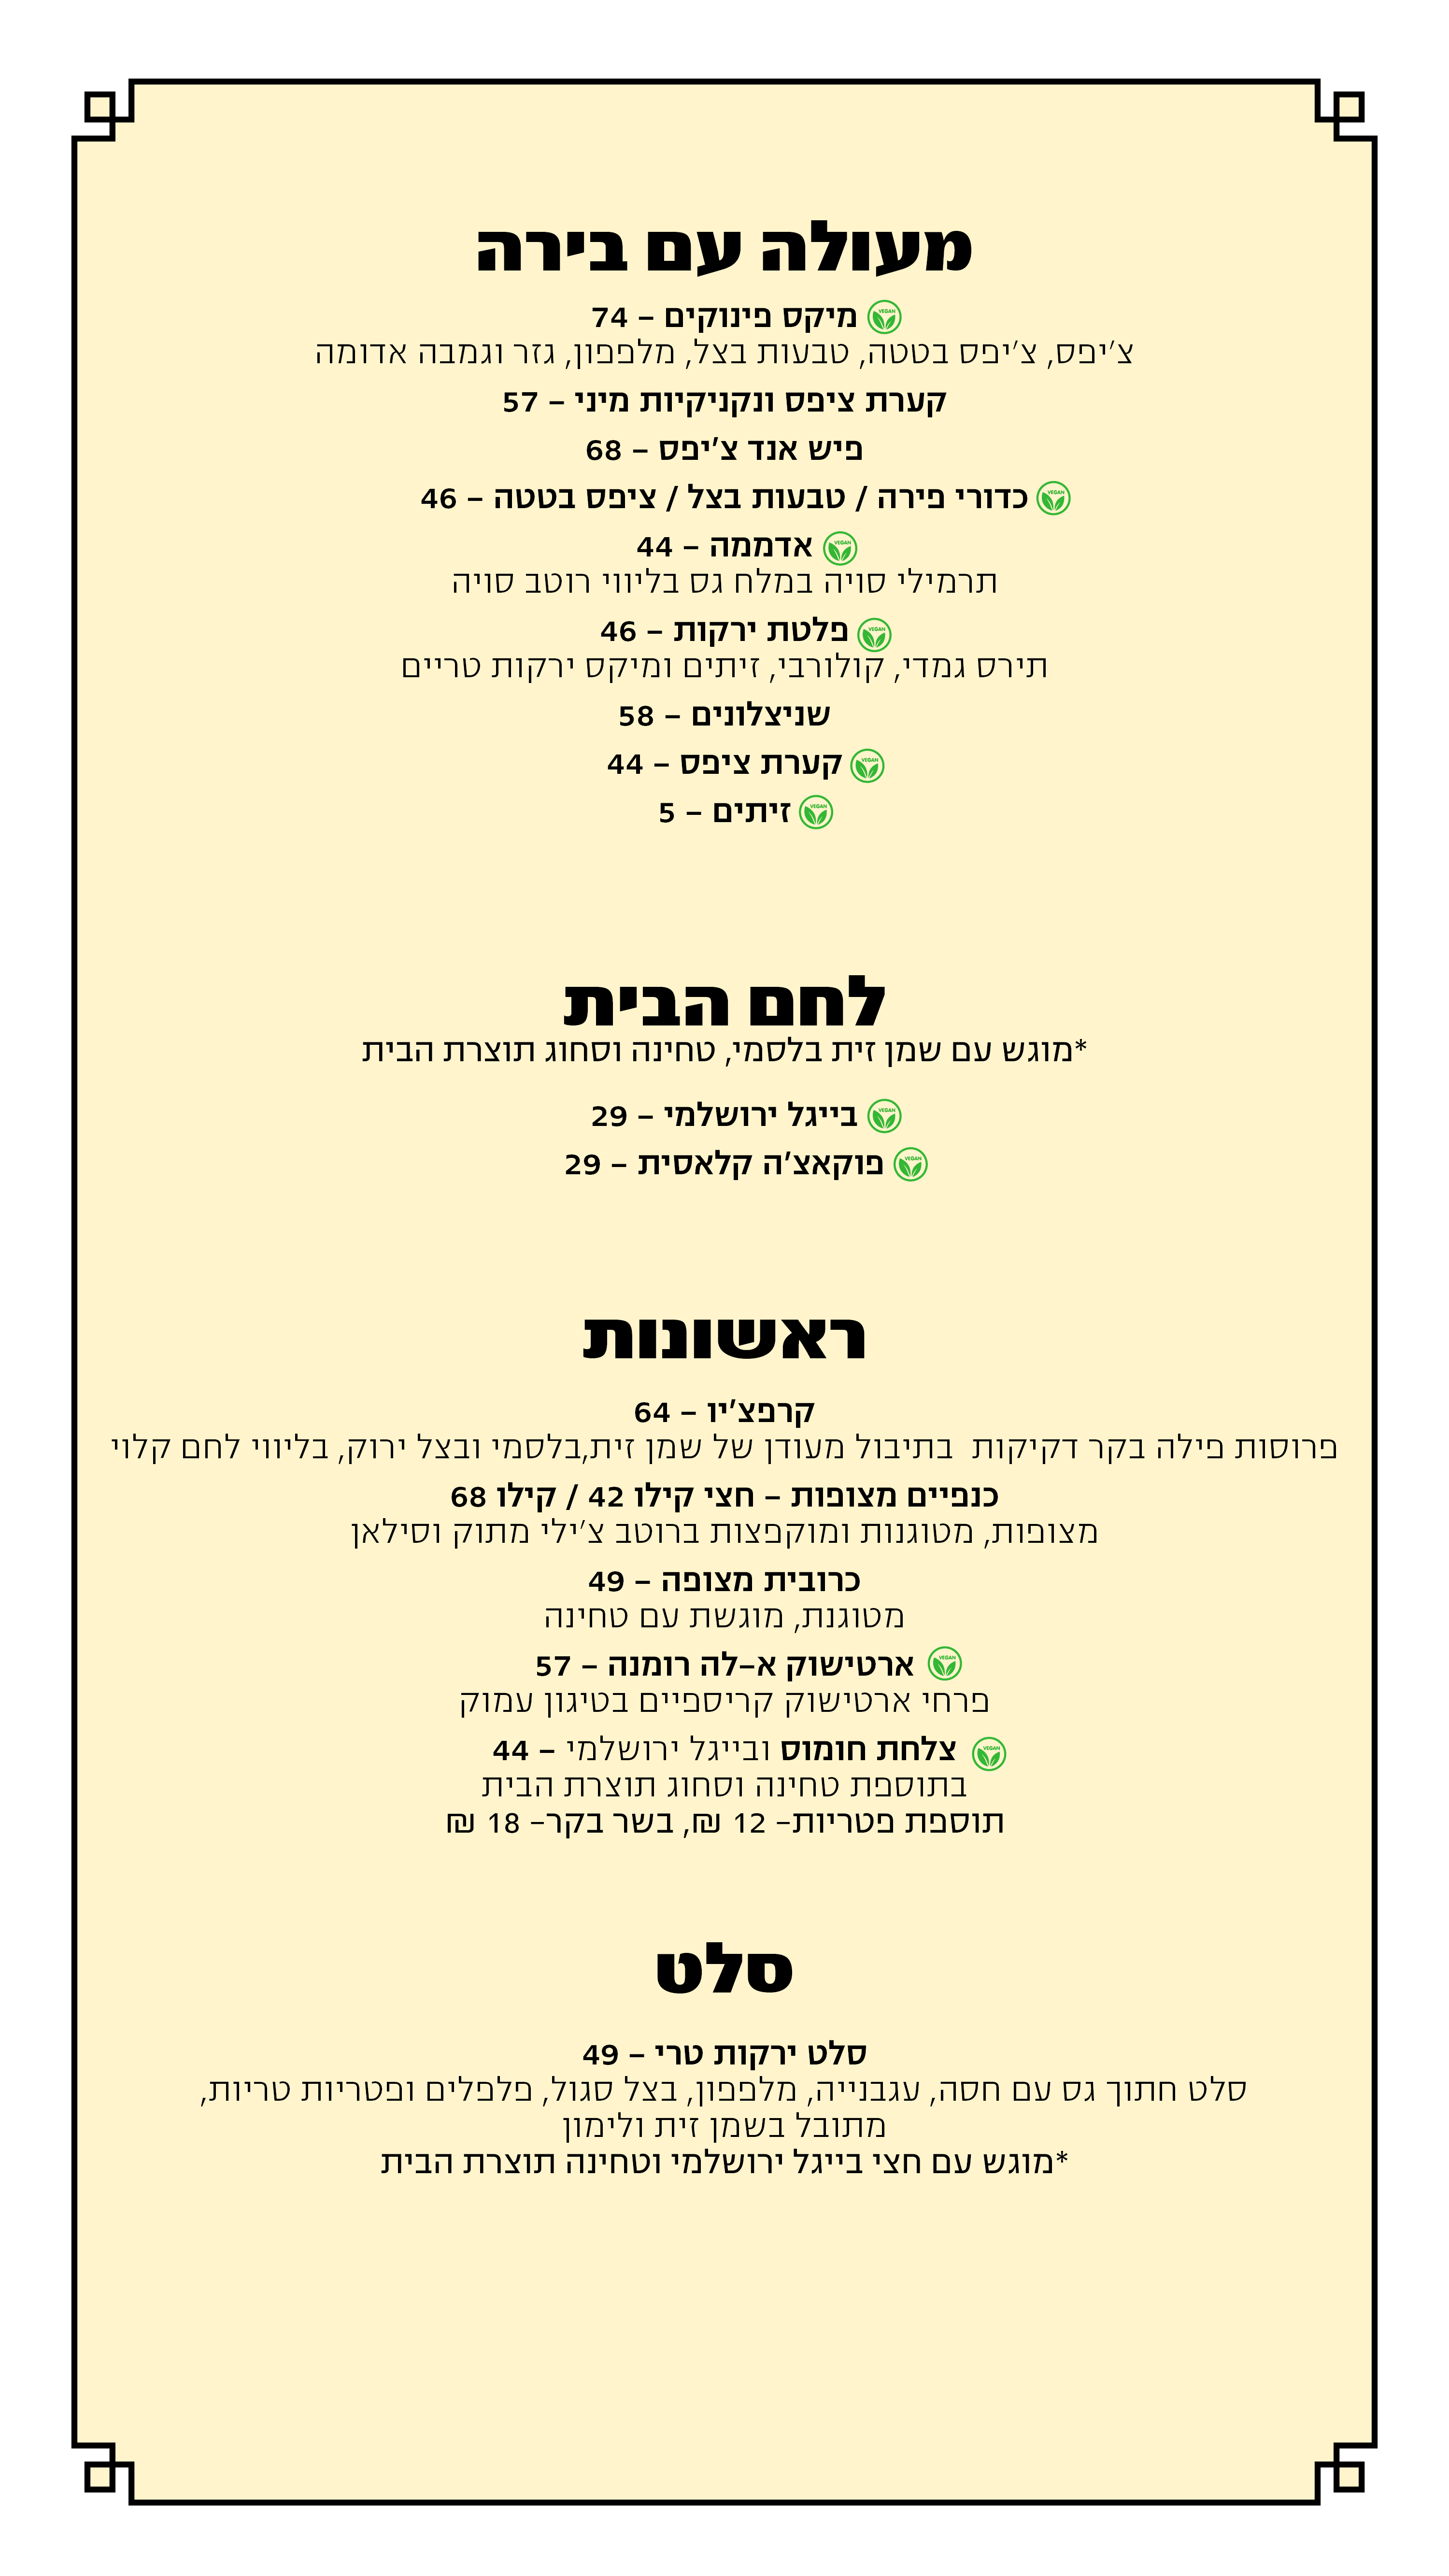 מעולה עם בירה
VEGAN מיקס פינוקים – 74
צ'יפס, צ'יפס בטטה, טבעות בצל, מלפפון, גזר וגמבה אדומה
קערת ציפס ונקניקיות מיני – 57
פיש אנד צ'יפס – 68
VEGAN כדורי פירה / טבעות בצל / ציפס בטטה – 46
VEGAN אדממה – 44
תרמילי סויה במלח גס בליווי רוטב סויה
VEGAN פלטת ירקות – 46
תירס גמדי, קולורבי, זיתים ומיקס ירקות טריים
שניצלונים – 58
VEGAN קערת ציפס – 44
VEGAN זיתים – 5
לחם הבית
*מוגש עם שמן זית בלסמי, טחינה וסחוג תוצרת הבית
VEGAN בייגל ירושלמי – 29
VEGAN פוקאצ'ה קלאסית – 29
ראשונות
קרפצ'יו – 64
פרוסות פילה בקר דקיקות  בתיבול מעודן של שמן זית,בלסמי ובצל ירוק, בליווי לחם קלוי
כנפיים מצופות – חצי קילו 42 / קילו 68
מצופות, מטוגנות ומוקפצות ברוטב צ'ילי מתוק וסילאן
כרובית מצופה – 49
מטוגנת, מוגשת עם טחינה
VEGAN ארטישוק א–לה רומנה – 57
פרחי ארטישוק קריספיים בטיגון עמוק
VEGAN צלחת חומוס ובייגל ירושלמי – 44
בתוספת טחינה וסחוג תוצרת הבית
תוספת פטריות- 12 ₪, בשר בקר- 18 ₪
סלט
סלט ירקות טרי – 49
סלט חתוך גס עם חסה, עגבנייה, מלפפון, בצל סגול, פלפלים ופטריות טריות,
מתובל בשמן זית ולימון
*מוגש עם חצי בייגל ירושלמי וטחינה תוצרת הבית